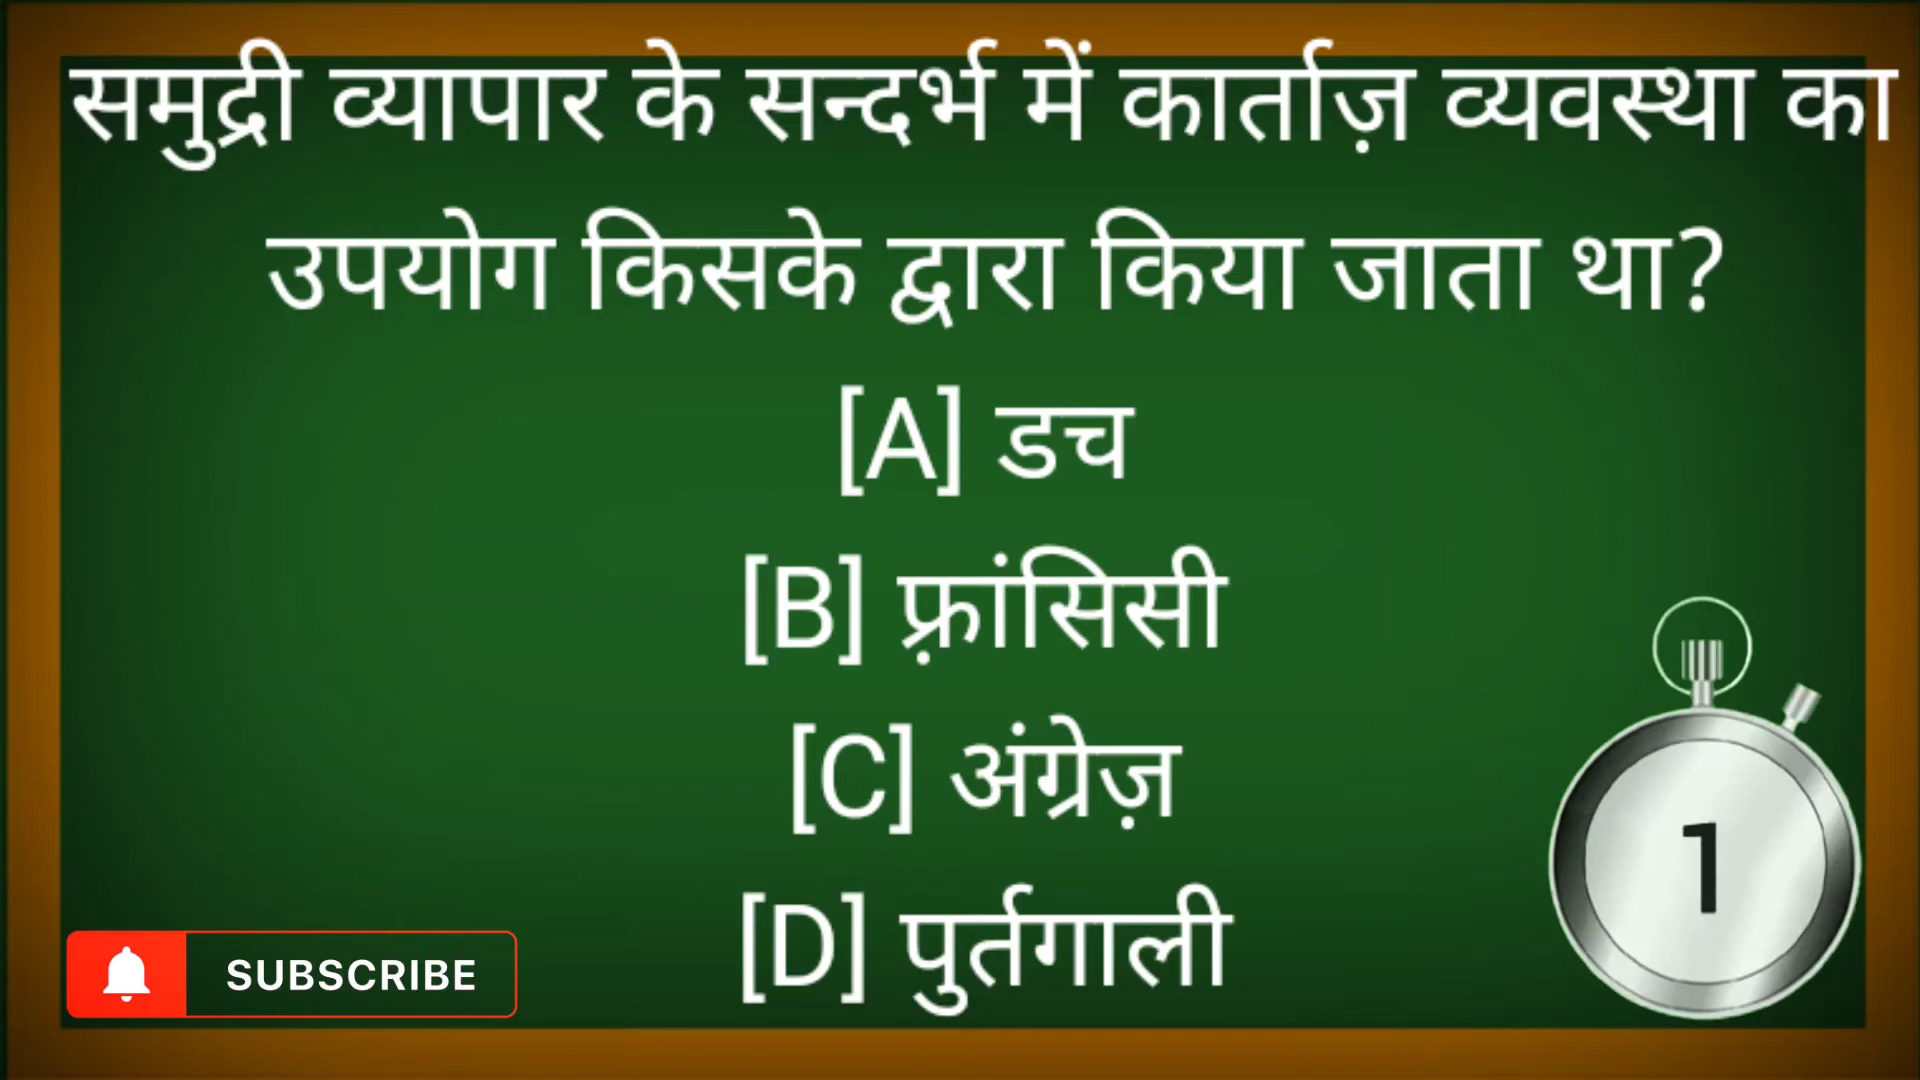 समुद्री व्यापार के सन्दर्भ में कार्ताज़ व्यवस्था का
उपयोग किसके द्वारा किया जाता था?
[A] डच
[B] फ़्रांसिसी
[C] अंग्रेज़
[D] पुर्तगाली
1
SUBSCRIBE